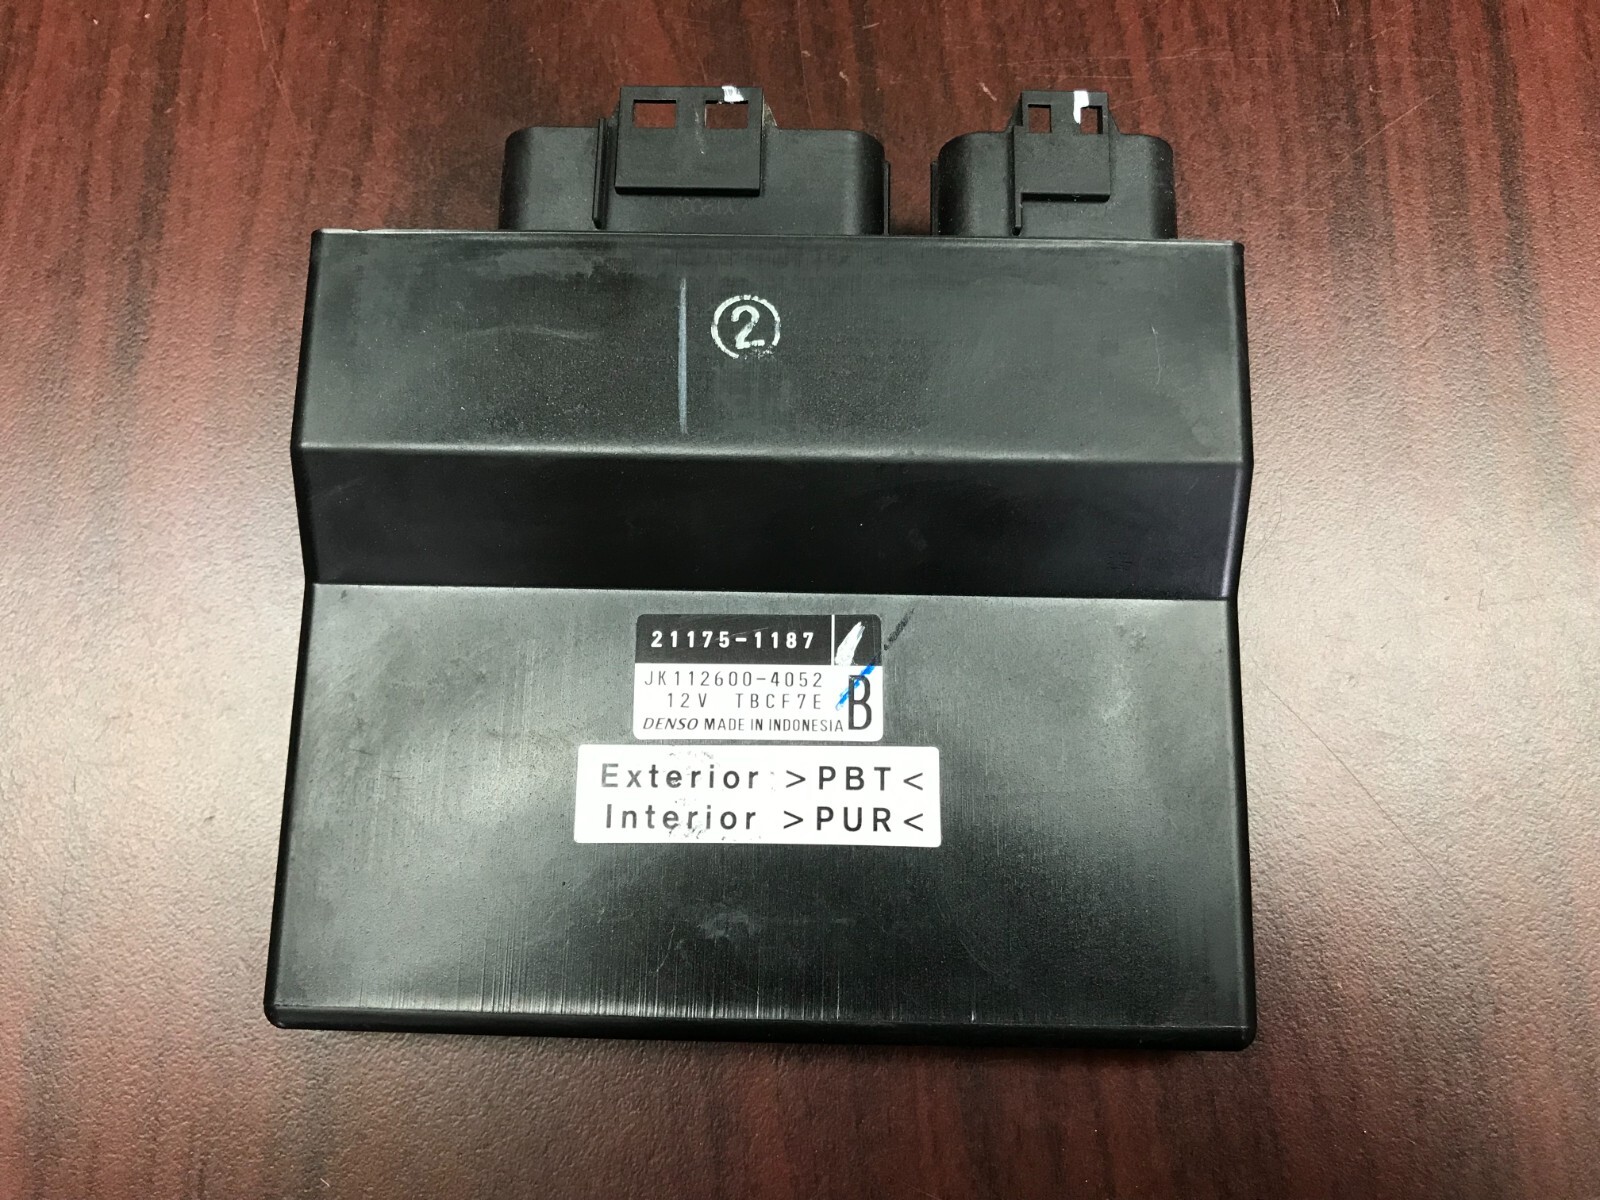 2
21175-1187
JK112600-4052
12V TBCF7E B
DENSO MADE IN INDONESIA
Exterior >PBT<
Interior >PUR<